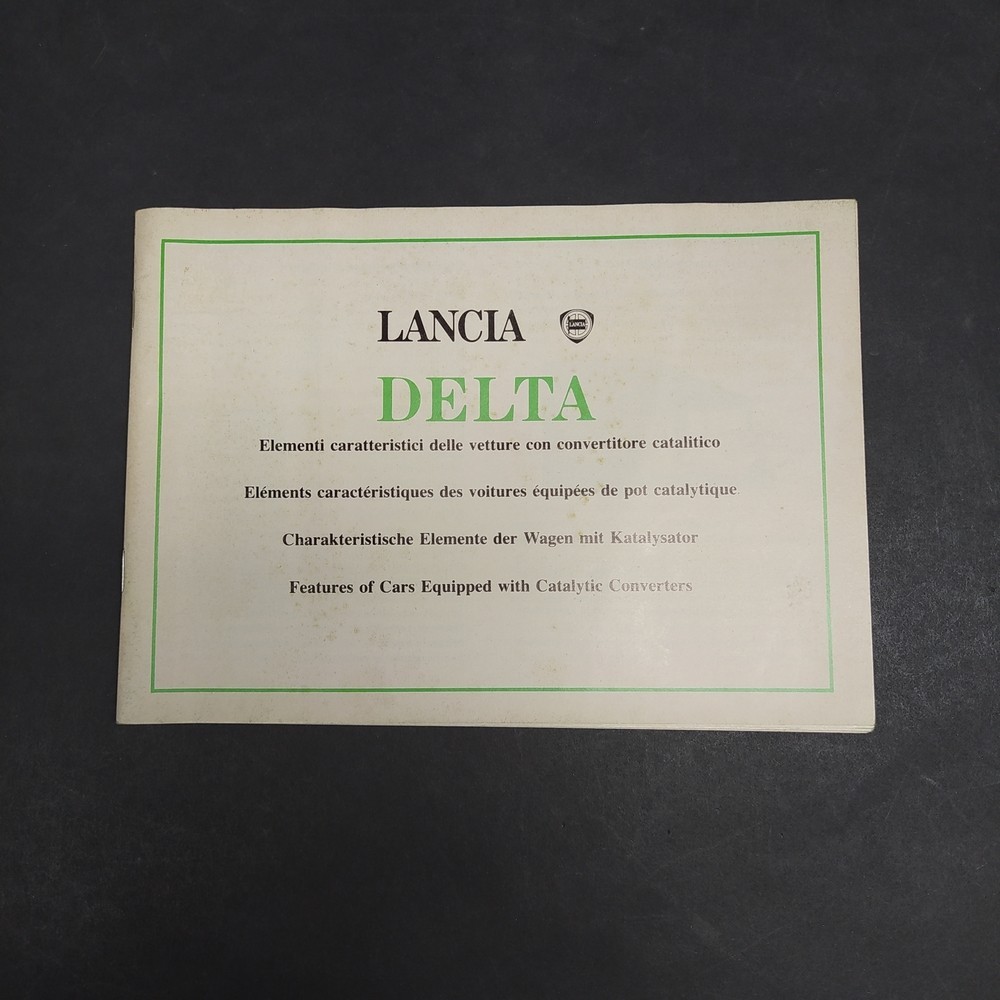 LANCIA LANCIA
DELTA
Elementi caratteristici delle vetture con convertitore catalitico
Eléments caractéristiques des voitures équipées de pot catalytique
Charakteristische Elemente der Wagen mit Katalysator
Features of Cars Equipped with Catalytic Converters